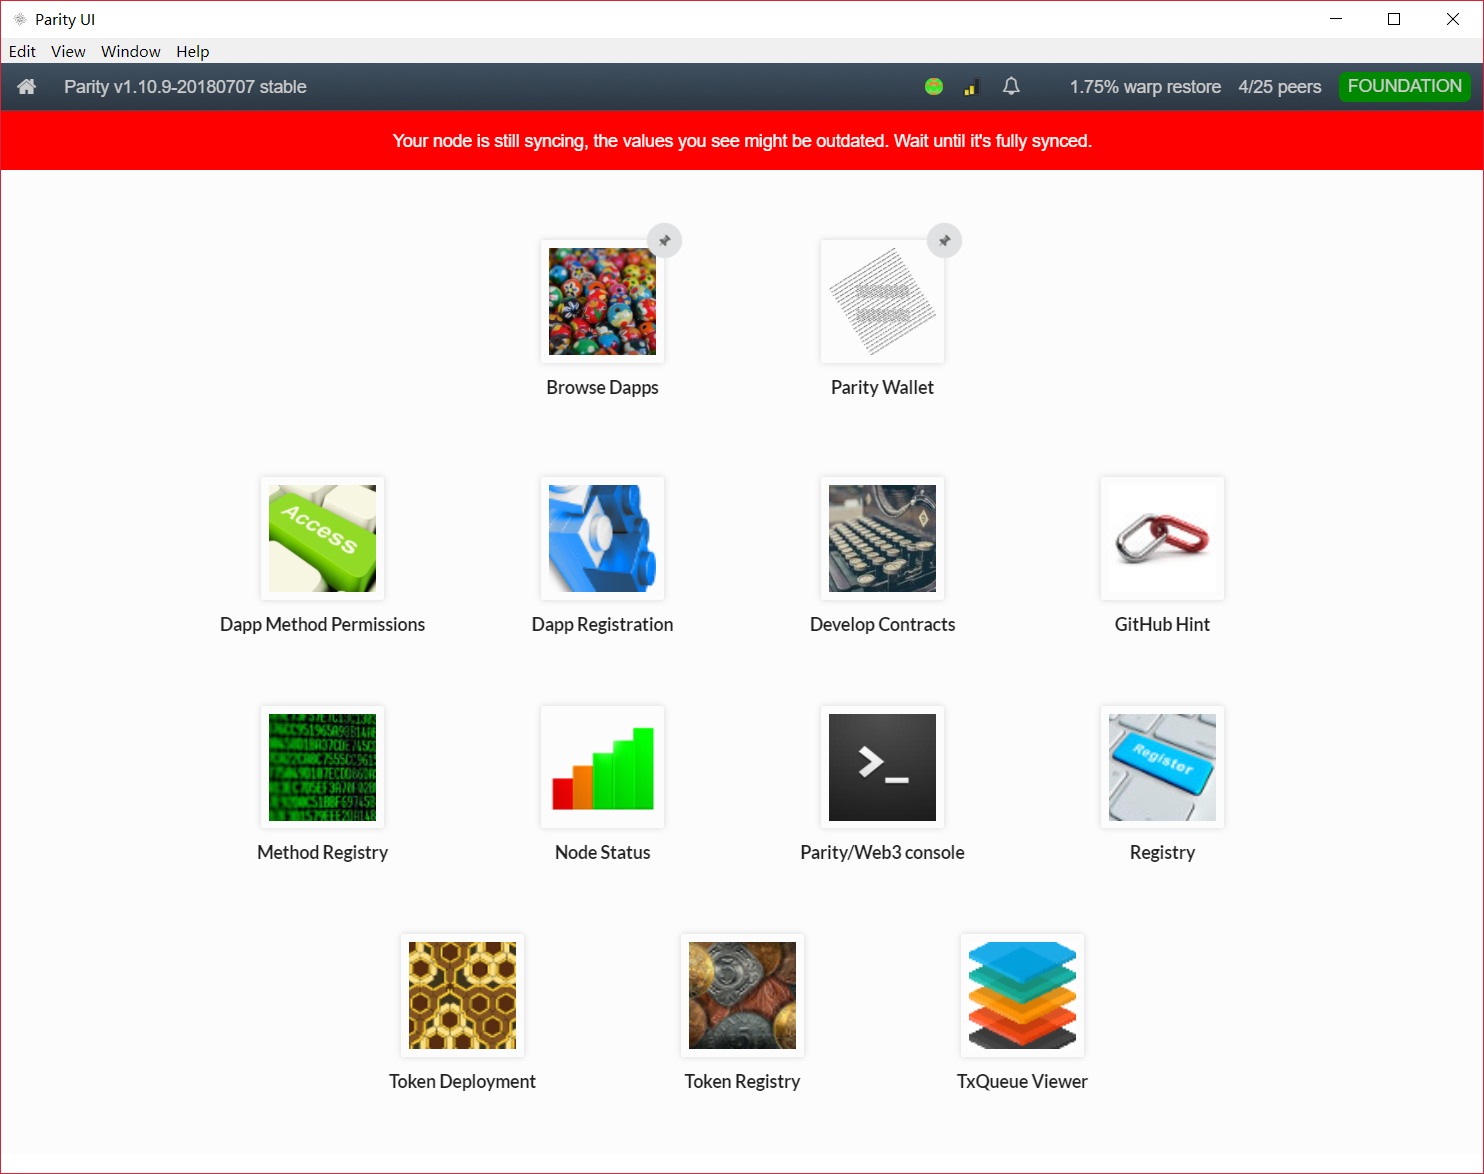 Parity UI
Edit View Window Help
Parity v1.10.9-20180707 stable
1.75% warp restore 4/25 peers FOUNDATION
Your node is still syncing, the values you see might be outdated. Wait until it's fully synced.
Browse Dapps
Parity Wallet
Access
Dapp Method Permissions
Dapp Registration
Develop Contracts
GitHub Hint
Register
Method Registry
Node Status
Parity/Web3 console
Registry
Token Deployment
Token Registry
TxQueue Viewer